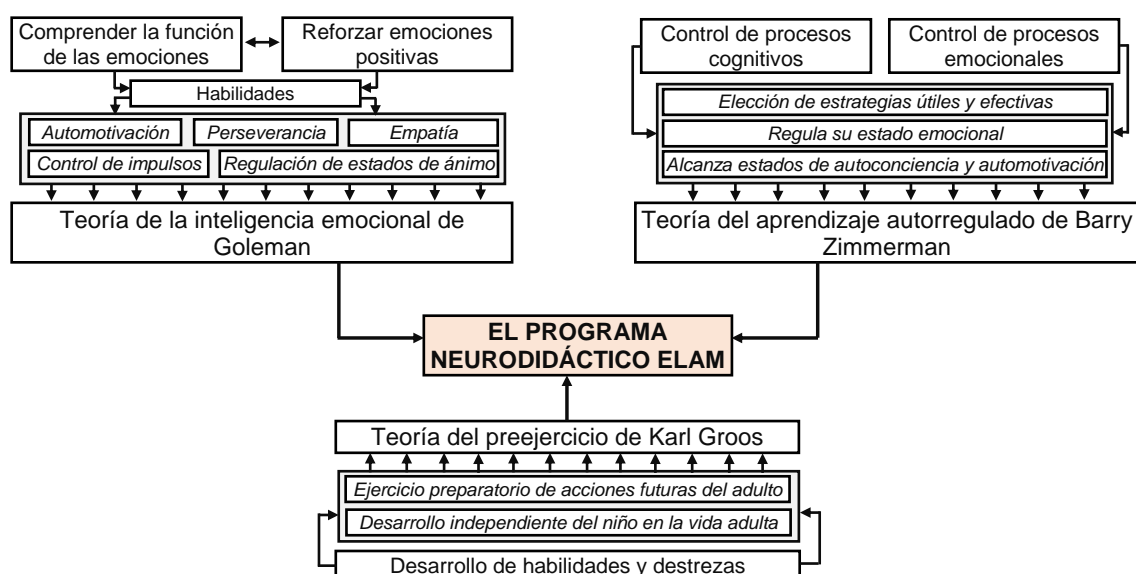 Comprender la función
de las emociones
Reforzar emociones
positivas
Habilidades
Automotivación
Perseverancia
Empatía
Control de impulsos
Regulación de estados de ánimo
Teoría de la inteligencia emocional de
Goleman
Control de procesos
cognitivos
Control de procesos
emocionales
Elección de estrategias útiles y efectivas
Regula su estado emocional
Alcanza estados de autoconciencia y automotivación
Teoría del aprendizaje autorregulado de Barry
Zimmerman
EL PROGRAMA
NEURODIDÁCTICO ELAM
Teoría del preejercicio de Karl Groos
Ejercicio preparatorio de acciones futuras del adulto
Desarrollo independiente del niño en la vida adulta
Desarrollo de habilidades y destrezas